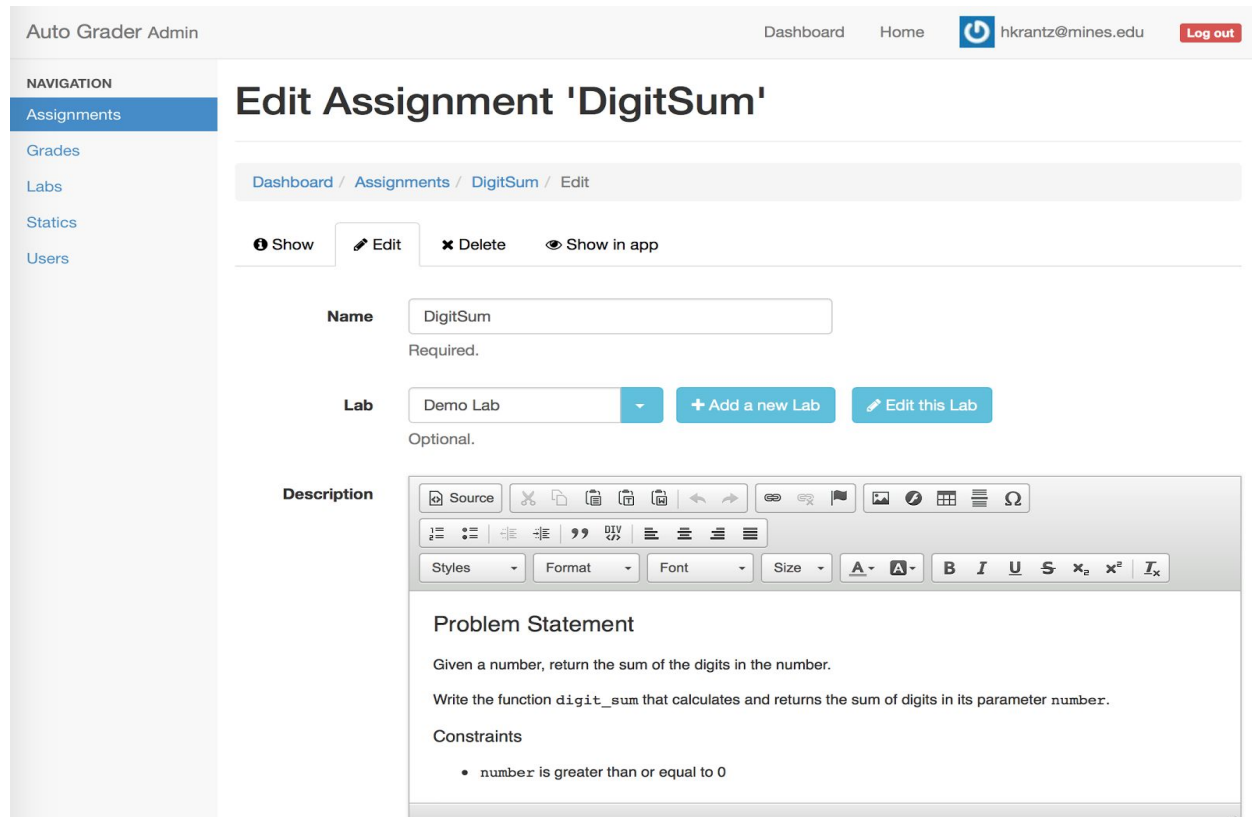 Auto Grader Admin
Dashboard Home hkrantz@mines.edu Log out
NAVIGATION
Assignments
Grades
Labs
Statics
Users
Edit Assignment 'DigitSum'
Dashboard / Assignments / DigitSum / Edit
Show Edit Delete Show in app
Name DigitSum
Required.
Lab Demo Lab + Add a new Lab Edit this Lab
Optional.
Description
Source Ω
DIV
Styles Format Font Size A A B I U S x₂ x² Tx
Problem Statement
Given a number, return the sum of the digits in the number.
Write the function digit_sum that calculates and returns the sum of digits in its parameter number.
Constraints
• number is greater than or equal to 0